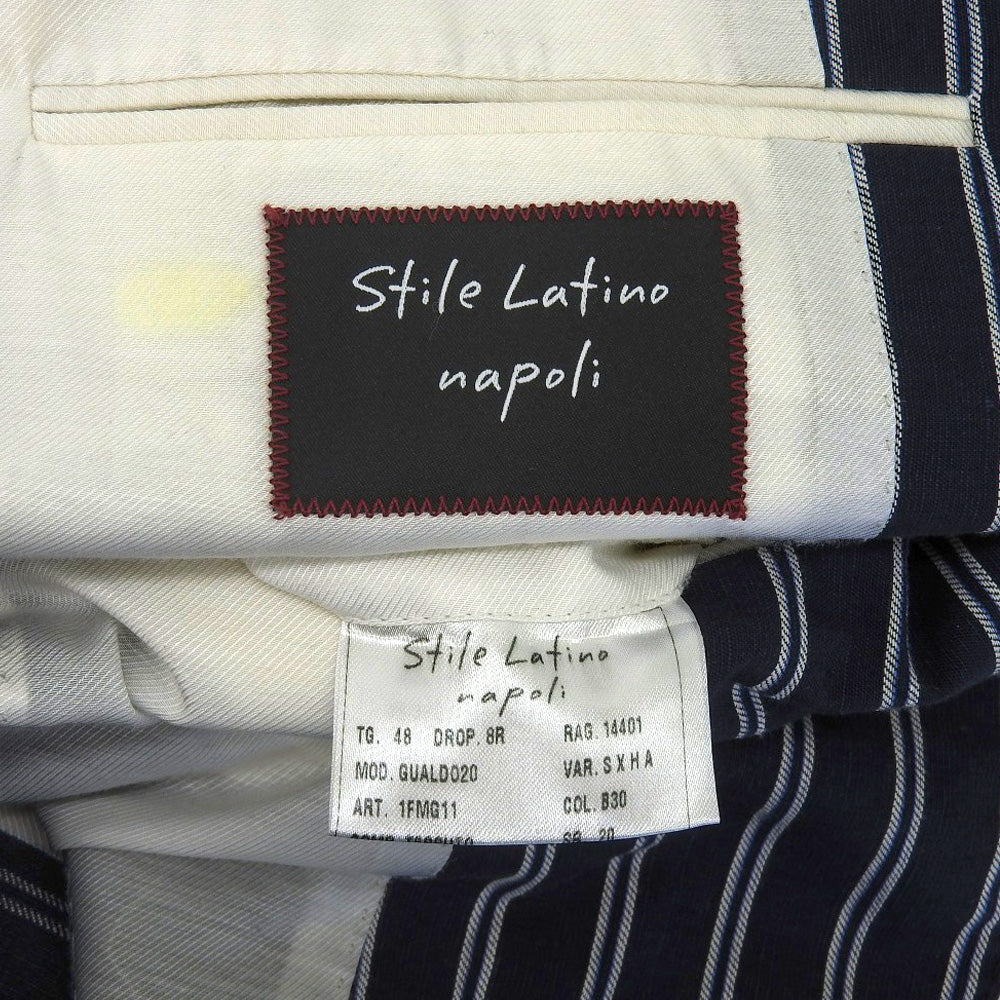 Stile Latino
napoli
Stile Latino
napoli
TG. 48 DROP. 8R RAG. 14401
MOD. GUALDO20 VAR. SXHA
ART. 1FMG11 COL. B30